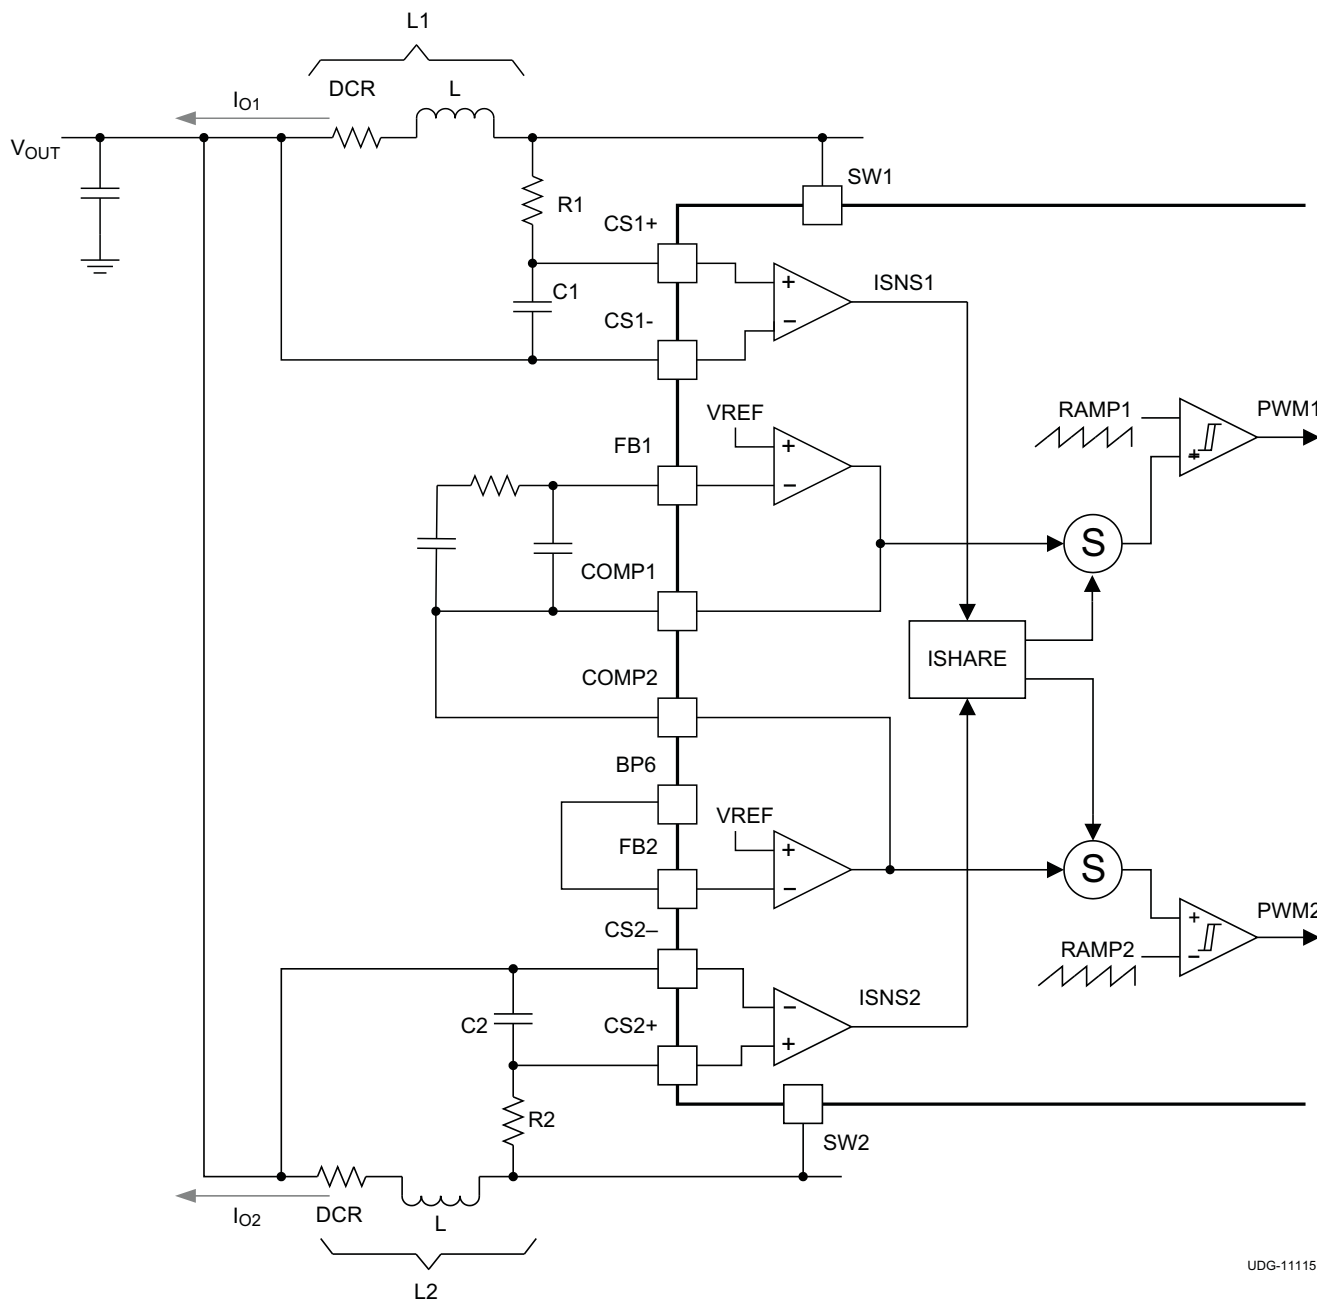 L1
DCR
L
IO1
VOUT
SW1
R1
CS1+
C1
ISNS1
+
−
CS1-
VREF
RAMP1
PWM1
FB1
+
−
+
S
COMP1
ISHARE
COMP2
BP6
VREF
FB2
+
−
S
PWM2
+
−
RAMP2
CS2–
ISNS2
−
+
C2
CS2+
R2
SW2
IO2
DCR
L
L2
UDG-11115